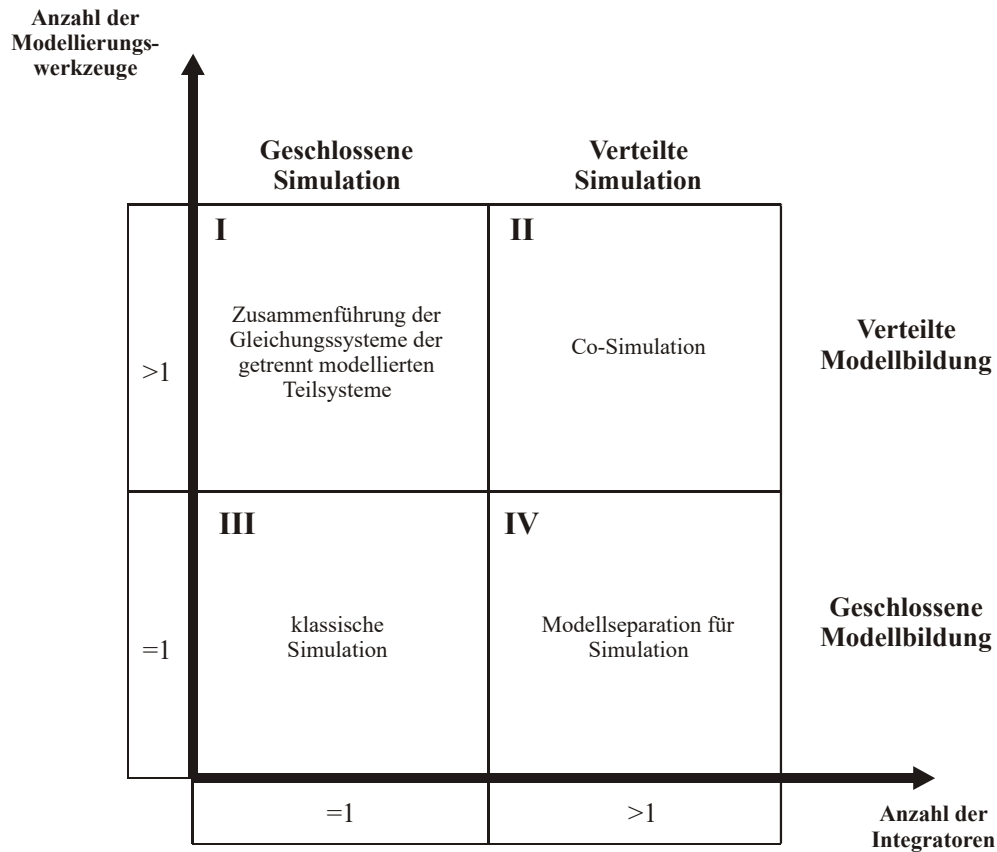 Anzahl der
Modellierungs-
werkzeuge
Geschlossene
Simulation
Verteilte
Simulation
I
Zusammenführung der
Gleichungssysteme der
getrennt modellierten
Teilsysteme
II
Co-Simulation
>1
Verteilte
Modellbildung
III
klassische
Simulation
IV
Modellseparation für
Simulation
=1
Geschlossene
Modellbildung
=1
>1
Anzahl der
Integratoren